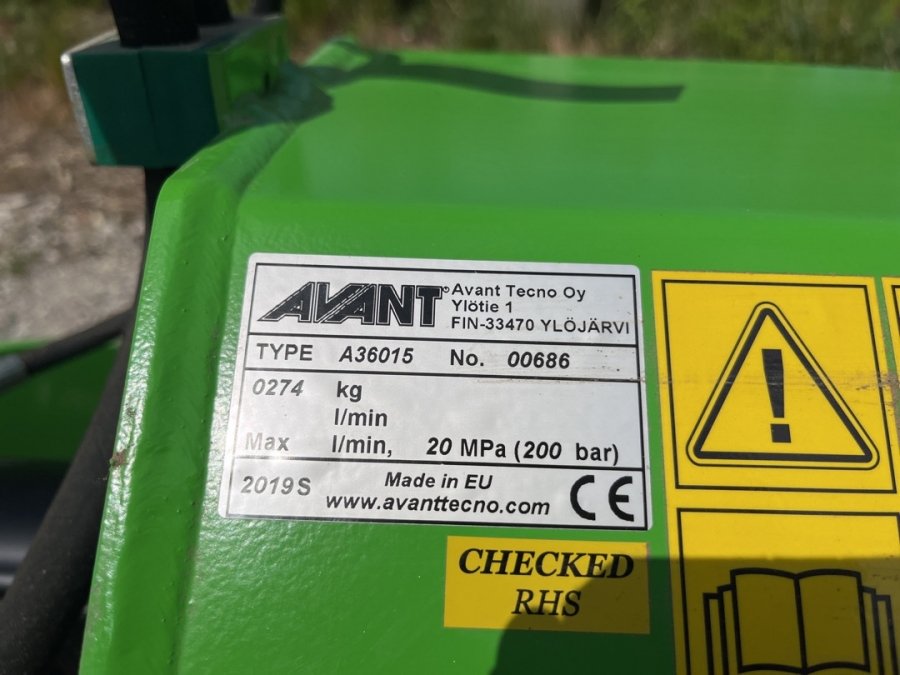 AVANT® Avant Tecno Oy
Ylötie 1
FIN-33470 YLÖJÄRVI
TYPE A36015 No. 00686
0274 kg
l/min
Max l/min, 20 MPa (200 bar)
2019S Made in EU CE
www.avanttecno.com
CHECKED
RHS